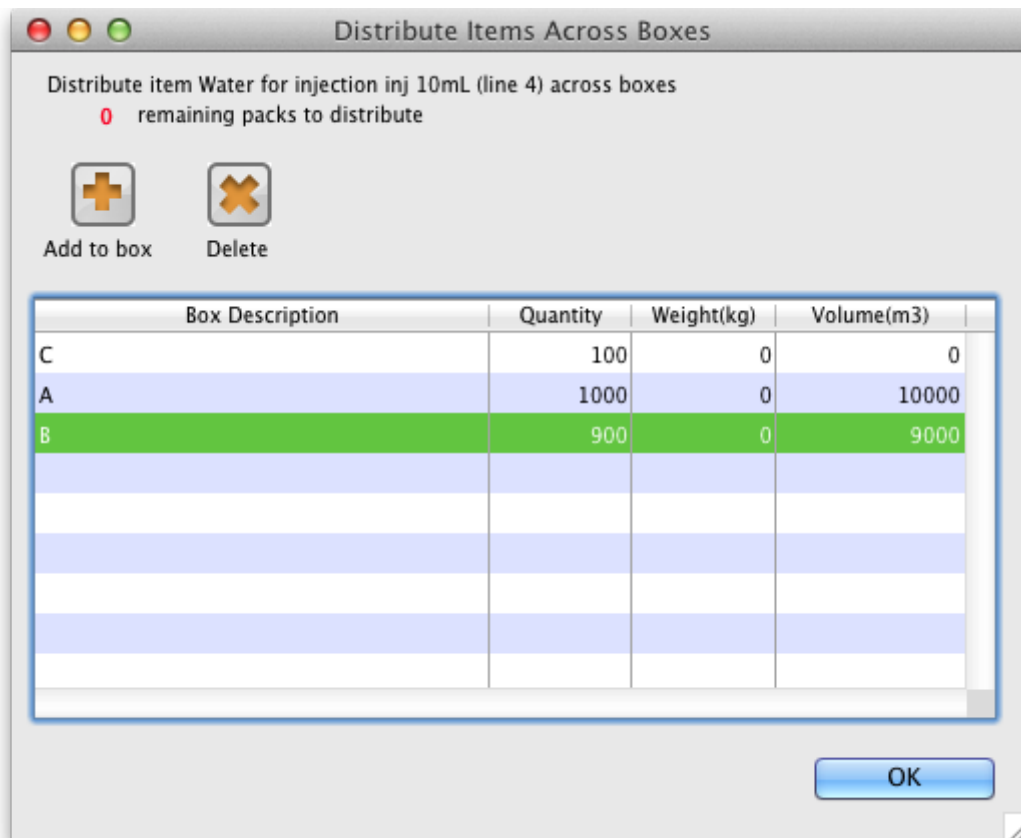 Distribute Items Across Boxes
Distribute item Water for injection inj 10mL (line 4) across boxes
0 remaining packs to distribute
Add to box Delete
Box Description Quantity Weight(kg) Volume(m3)
C 100 0 0
A 1000 0 10000
B 900 0 9000
OK